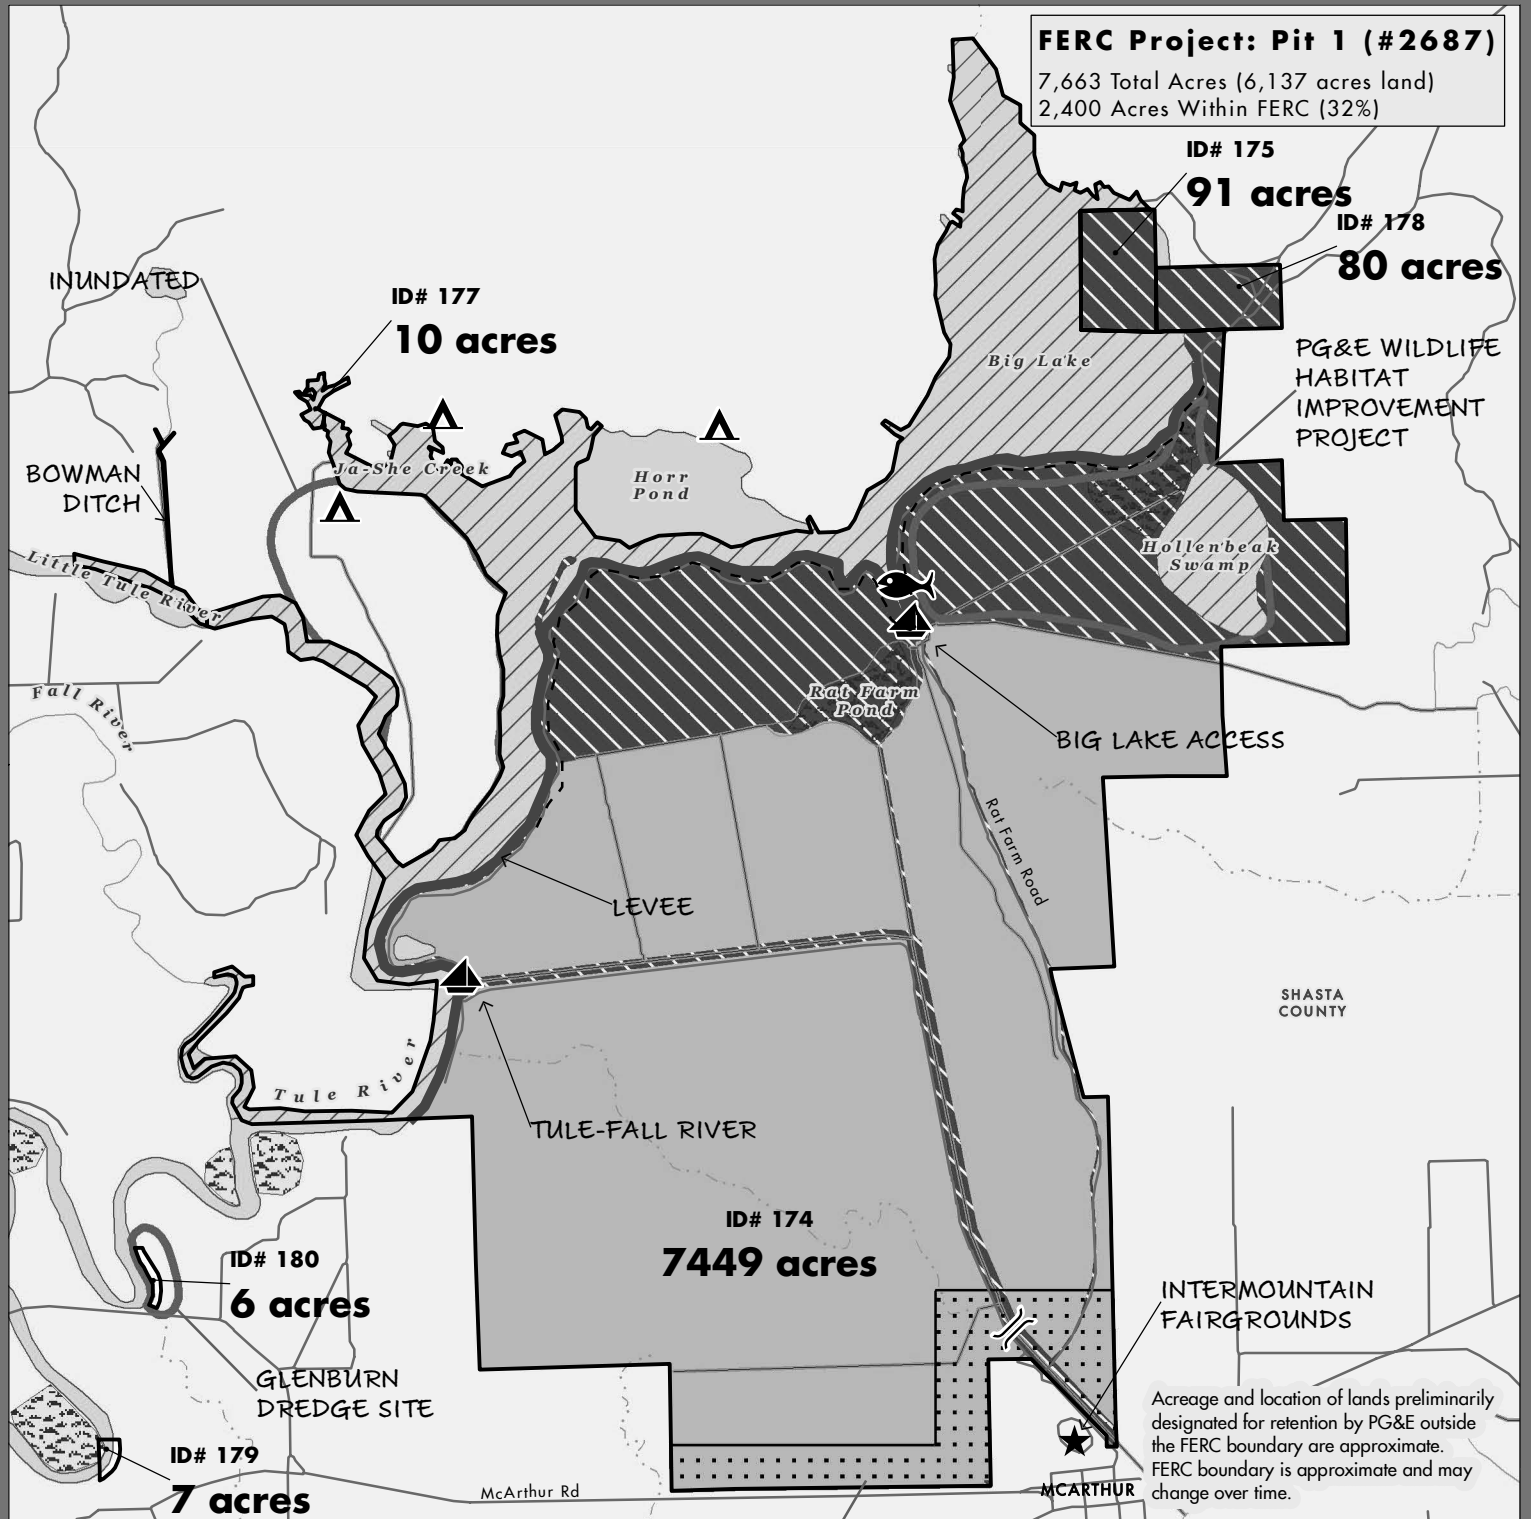 FERC Project: Pit 1 (#2687)
7,663 Total Acres (6,137 acres land)
2,400 Acres Within FERC (32%)
ID# 175
91 acres
ID# 178
80 acres
INUNDATED
ID# 177
10 acres
PG&E WILDLIFE
HABITAT
IMPROVEMENT
PROJECT
Big Lake
BOWMAN
DITCH
Ja-She Creek
Horr
Pond
Hollenbeak
Swamp
Little Tule River
Fall River
Rat Farm
Pond
BIG LAKE ACCESS
Rat Farm Road
LEVEE
SHASTA
COUNTY
Tule River
TULE-FALL RIVER
ID# 174
7449 acres
ID# 180
6 acres
INTERMOUNTAIN
FAIRGROUNDS
GLENBURN
DREDGE SITE
ID# 179
7 acres
McArthur Rd
MCARTHUR
Acreage and location of lands preliminarily
designated for retention by PG&E outside
the FERC boundary are approximate.
FERC boundary is approximate and may
change over time.